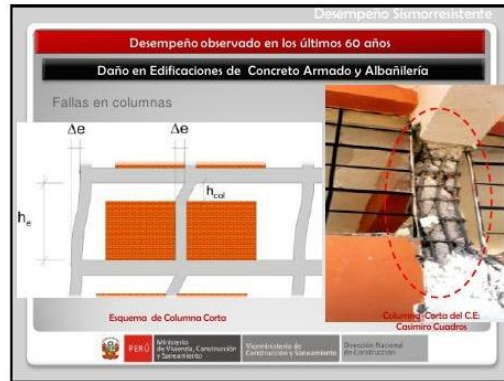 Desempeño Sismorresistente
Desempeño observado en los últimos 60 años
Daño en Edificaciones de Concreto Armado y Albañilería
Fallas en columnas
Δe
Δe
h col
h e
Esquema de Columna Corta
Columna Corta del C.E:
Casimiro Cuadros
PERÚ
Ministerio
de Vivienda, Construcción
y Saneamiento
Viceministerio de
Construcción y Saneamiento
Dirección Nacional
de Construcción